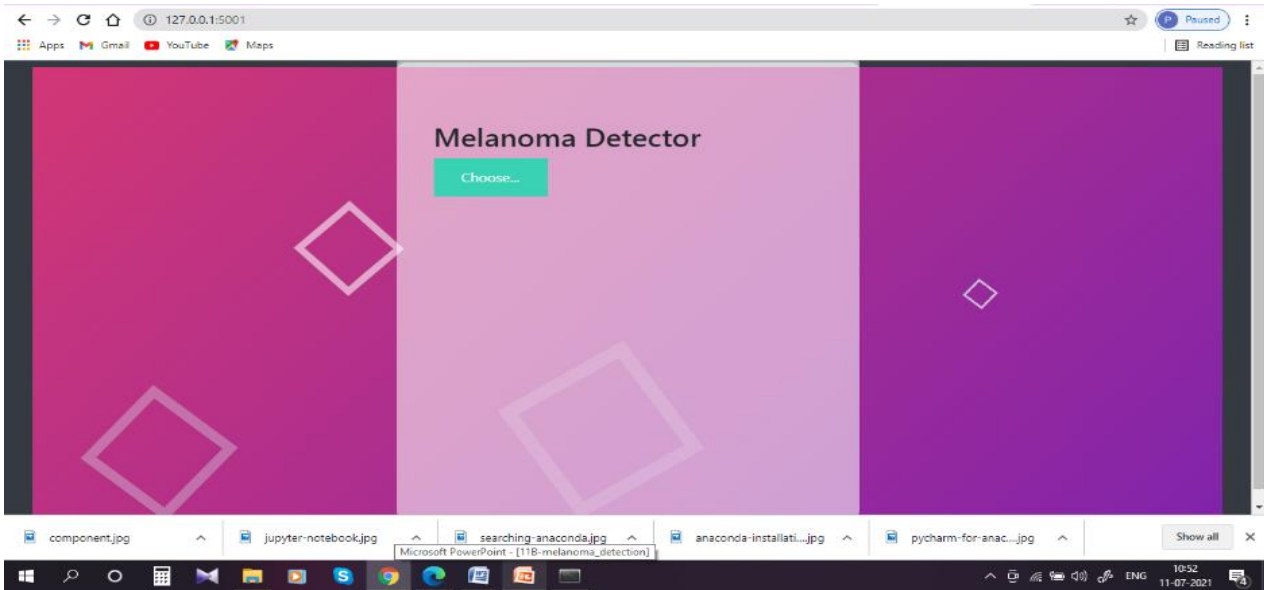 127.0.0.1:5001
P Paused
Apps Gmail YouTube Maps Reading list
Melanoma Detector
Choose...
component.jpg jupyter-notebook.jpg searching-anaconda.jpg anaconda-installati....jpg pycharm-for-anac....jpg Show all
Microsoft PowerPoint - [11B-melanoma_detection]
ENG 10:52
11-07-2021